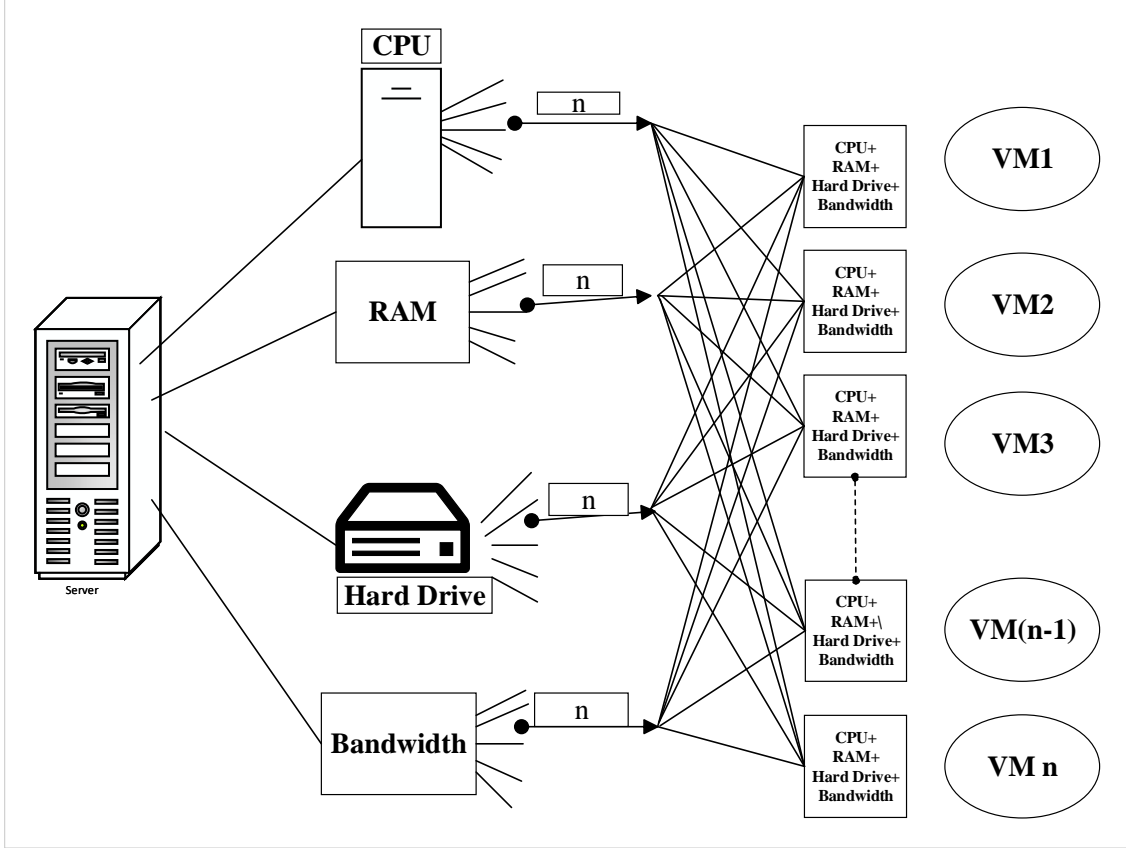 CPU
n
CPU+
RAM+
Hard Drive+
Bandwidth
VM1
RAM
n
CPU+
RAM+
Hard Drive+
Bandwidth
VM2
CPU+
RAM+
Hard Drive+
Bandwidth
VM3
Server
Hard Drive
n
CPU+
RAM+\
Hard Drive+
Bandwidth
VM(n-1)
Bandwidth
n
CPU+
RAM+
Hard Drive+
Bandwidth
VM n